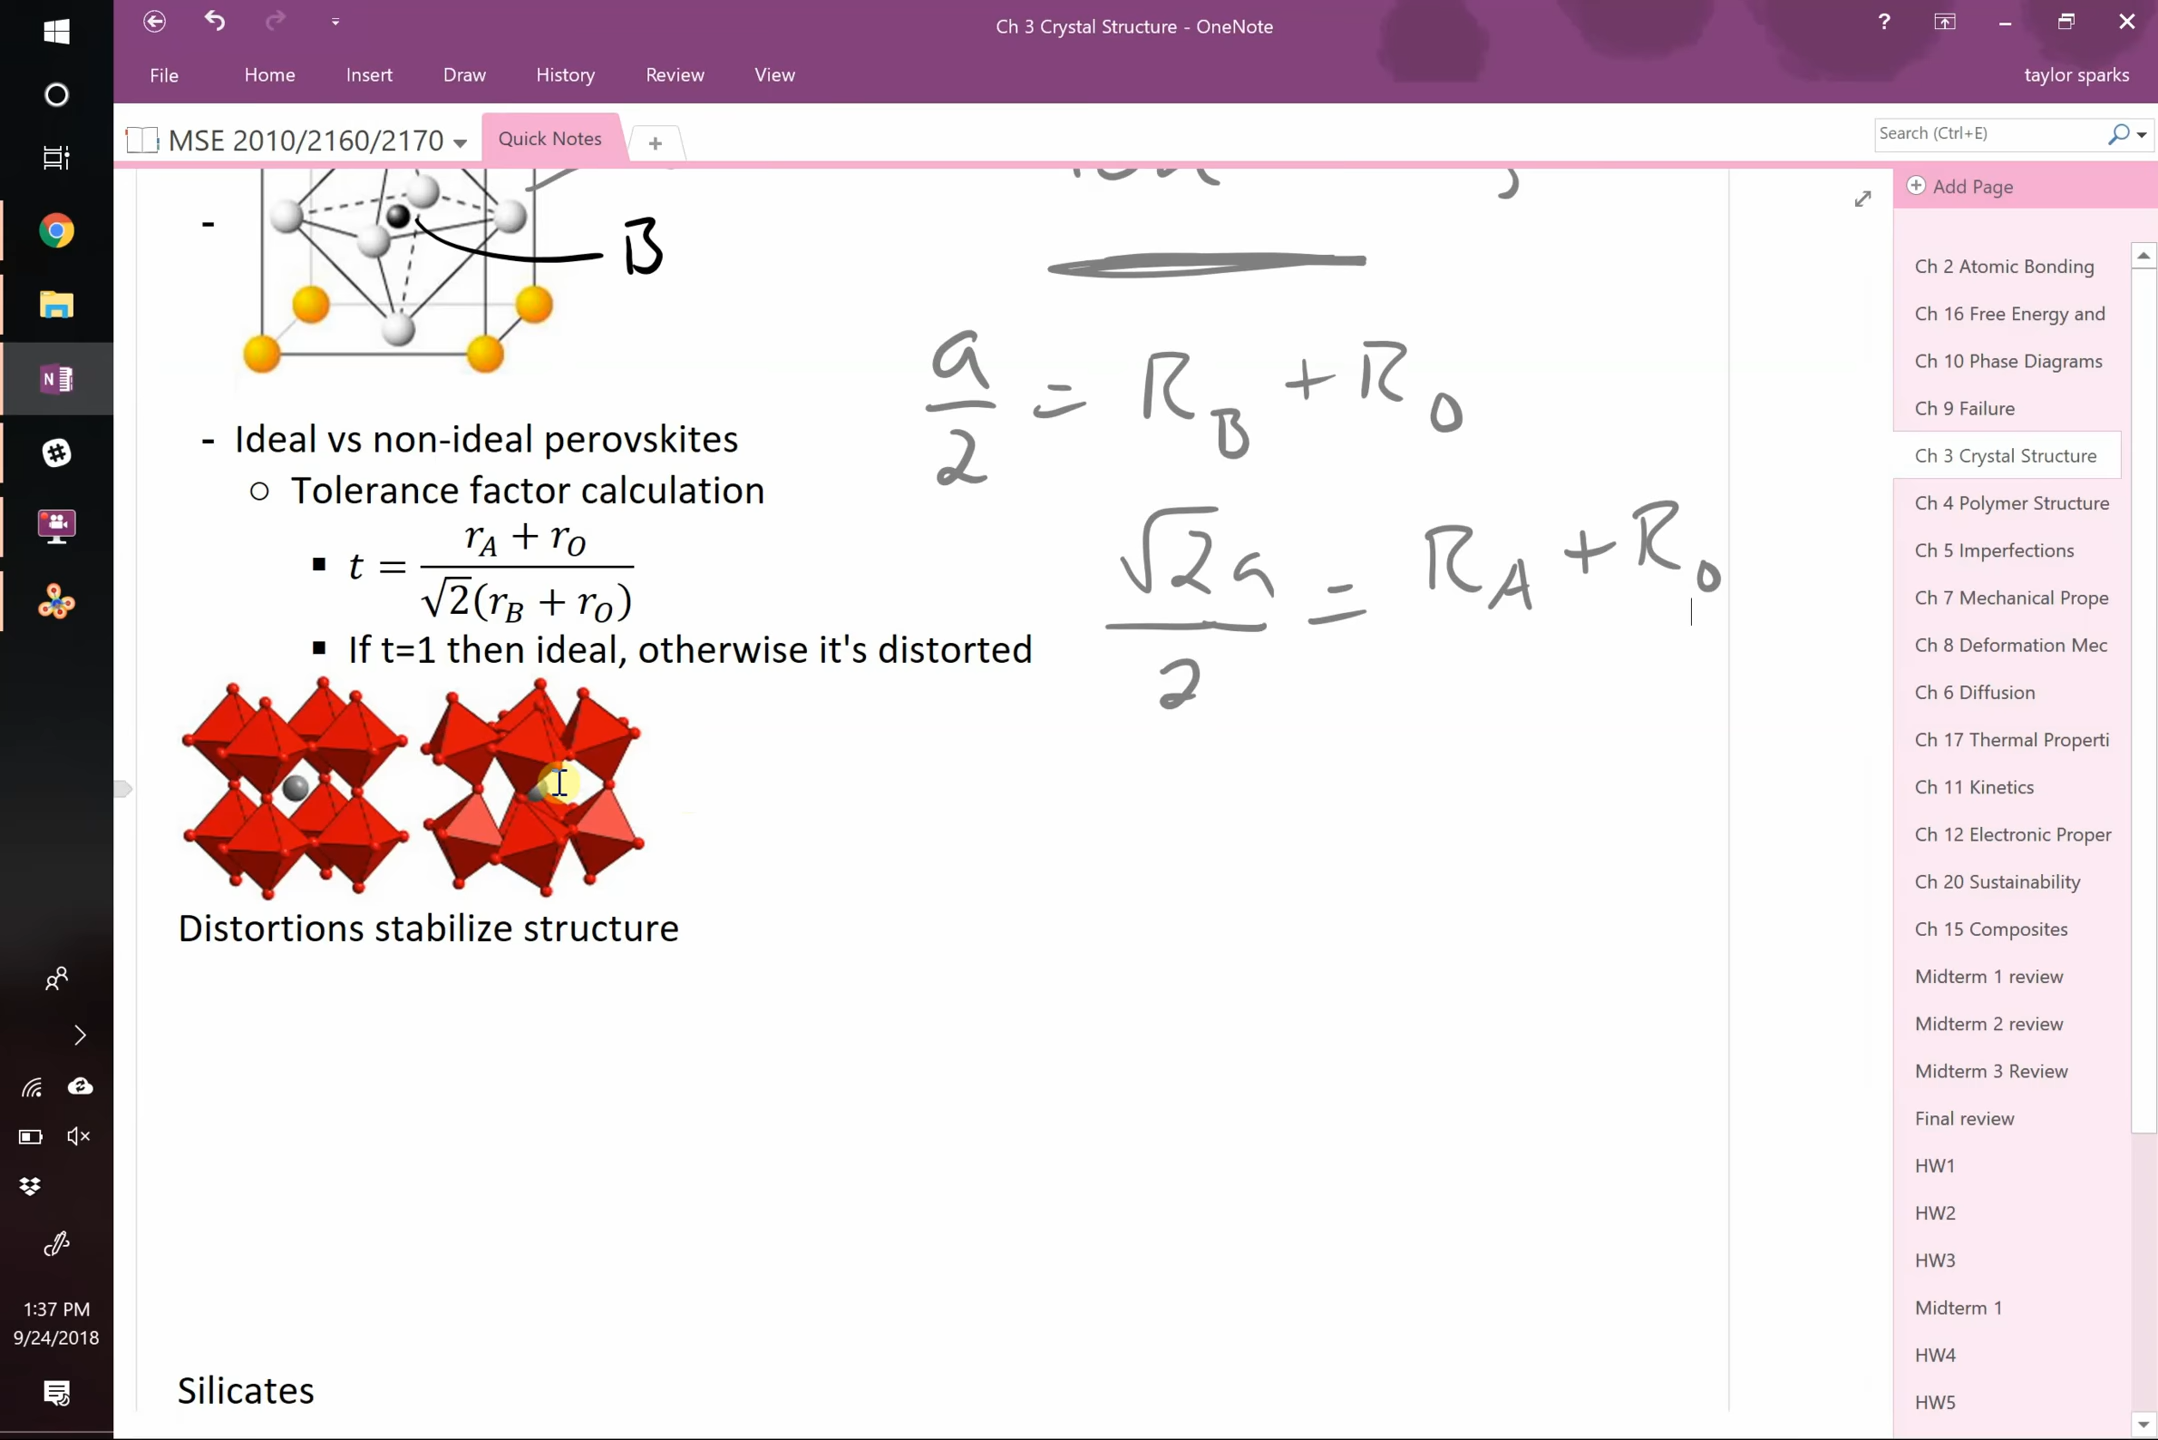 Ch 3 Crystal Structure - OneNote
File Home Insert Draw History Review View
taylor sparks
MSE 2010/2160/2170
Quick Notes
Search (Ctrl+E)
B
- Ideal vs non-ideal perovskites
○ Tolerance factor calculation
▪ t = (r_A + r_O) / (√2(r_B + r_O))
▪ If t=1 then ideal, otherwise it's distorted
Distortions stabilize structure
Silicates
a/2 = R_B + R_O
√2a/2 = R_A + R_O
Add Page
Ch 2 Atomic Bonding
Ch 16 Free Energy and
Ch 10 Phase Diagrams
Ch 9 Failure
Ch 3 Crystal Structure
Ch 4 Polymer Structure
Ch 5 Imperfections
Ch 7 Mechanical Prope
Ch 8 Deformation Mec
Ch 6 Diffusion
Ch 17 Thermal Properti
Ch 11 Kinetics
Ch 12 Electronic Proper
Ch 20 Sustainability
Ch 15 Composites
Midterm 1 review
Midterm 2 review
Midterm 3 Review
Final review
HW1
HW2
HW3
Midterm 1
HW4
HW5
1:37 PM
9/24/2018